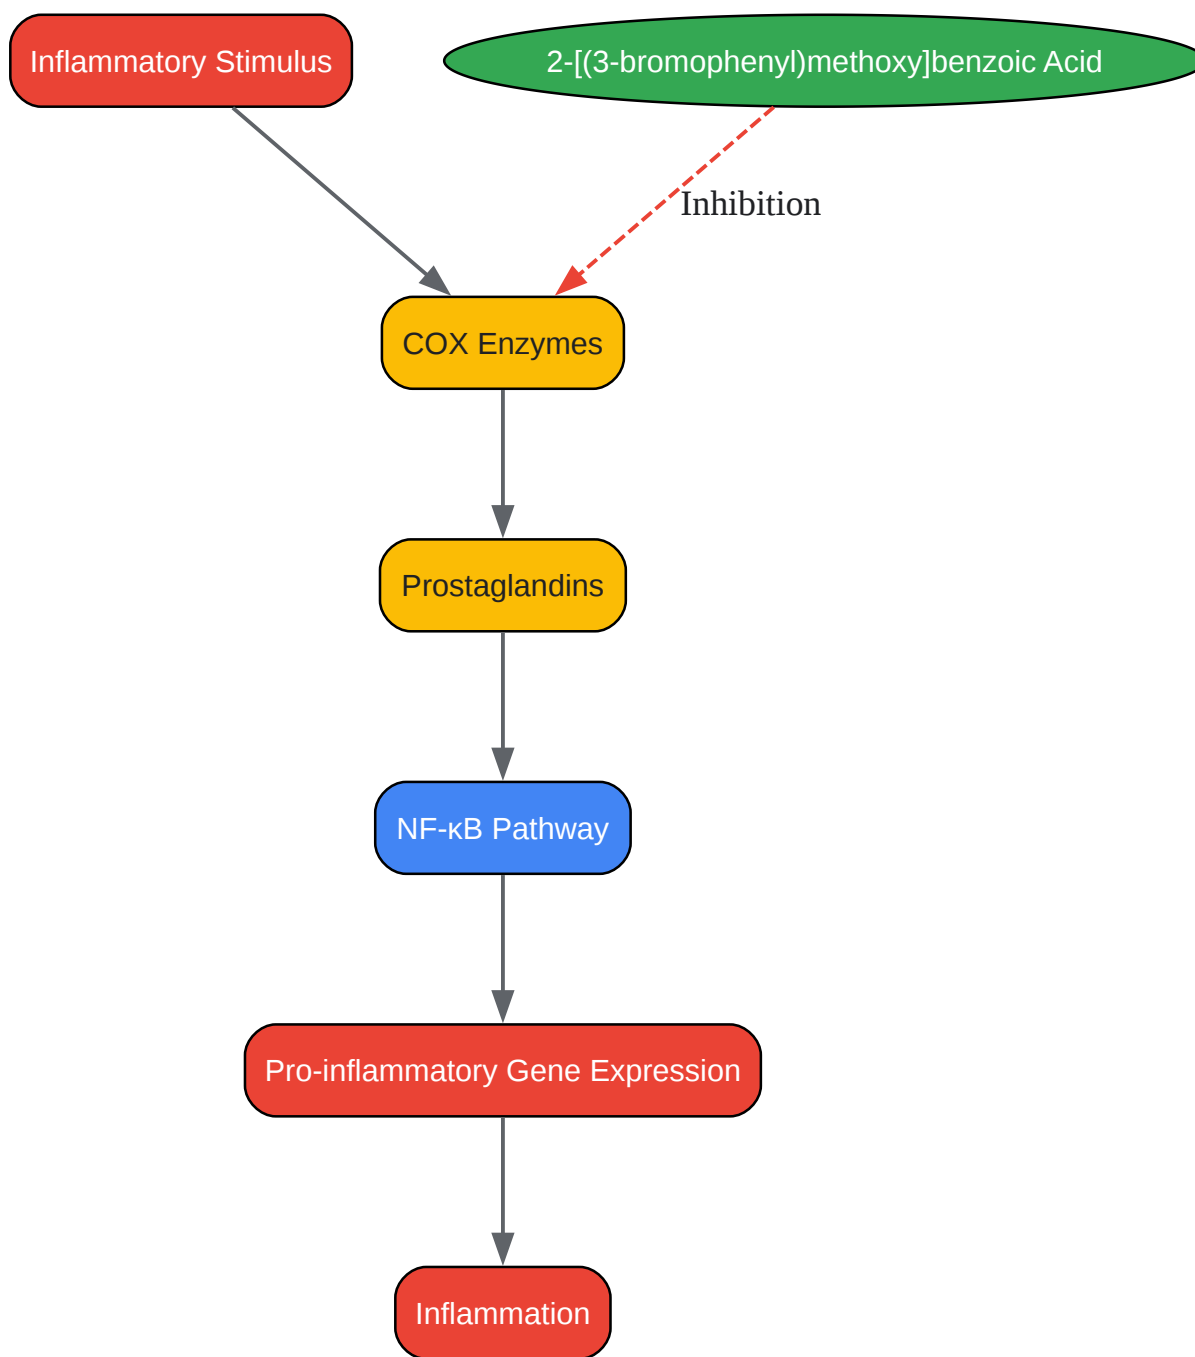 Inflammatory Stimulus
2-[(3-bromophenyl)methoxy]benzoic Acid
Inhibition
COX Enzymes
Prostaglandins
NF-κB Pathway
Pro-inflammatory Gene Expression
Inflammation